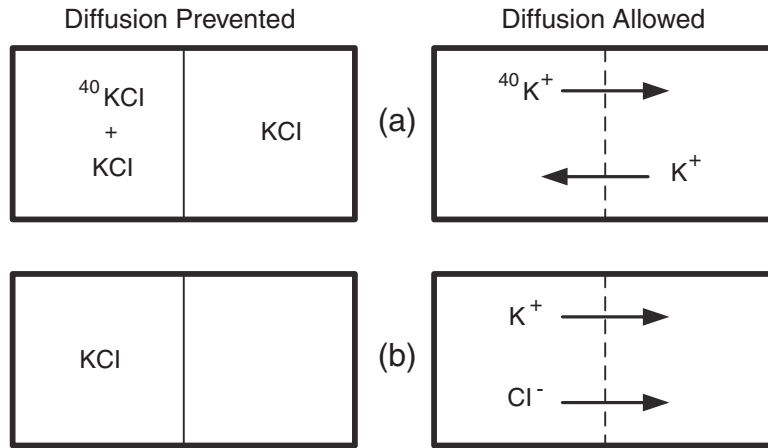 Diffusion Prevented
Diffusion Allowed
⁴⁰KCl
+
KCl
KCl
(a)
⁴⁰K⁺
K⁺
KCl
(b)
K⁺
Cl⁻